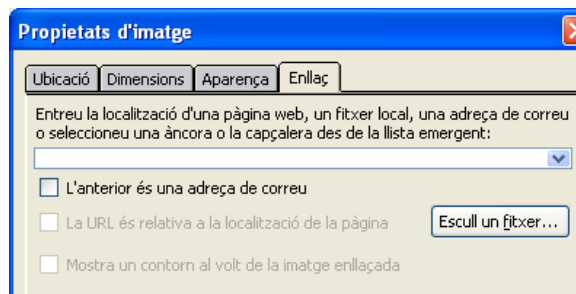 Propietats d'imatge
Ubicació Dimensions Aparença Enllaç
Entreu la localització d'una pàgina web, un fitxer local, una adreça de correu
o seleccioneu una àncora o la capçalera des de la llista emergent:
L'anterior és una adreça de correu
La URL és relativa a la localització de la pàgina Escull un fitxer...
Mostra un contorn al volt de la imatge enllaçada